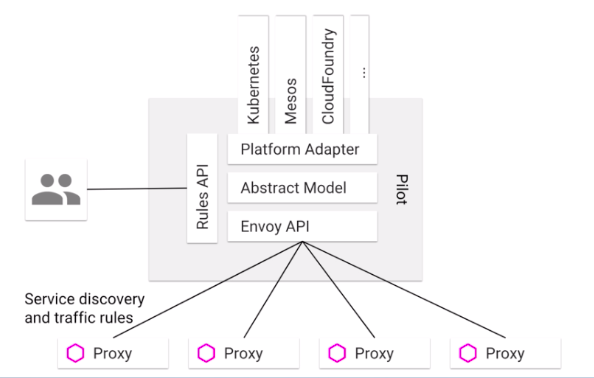 Kubernetes
Mesos
CloudFoundry
...
Platform Adapter
Rules API
Abstract Model
Pilot
Envoy API
Service discovery
and traffic rules
Proxy
Proxy
Proxy
Proxy